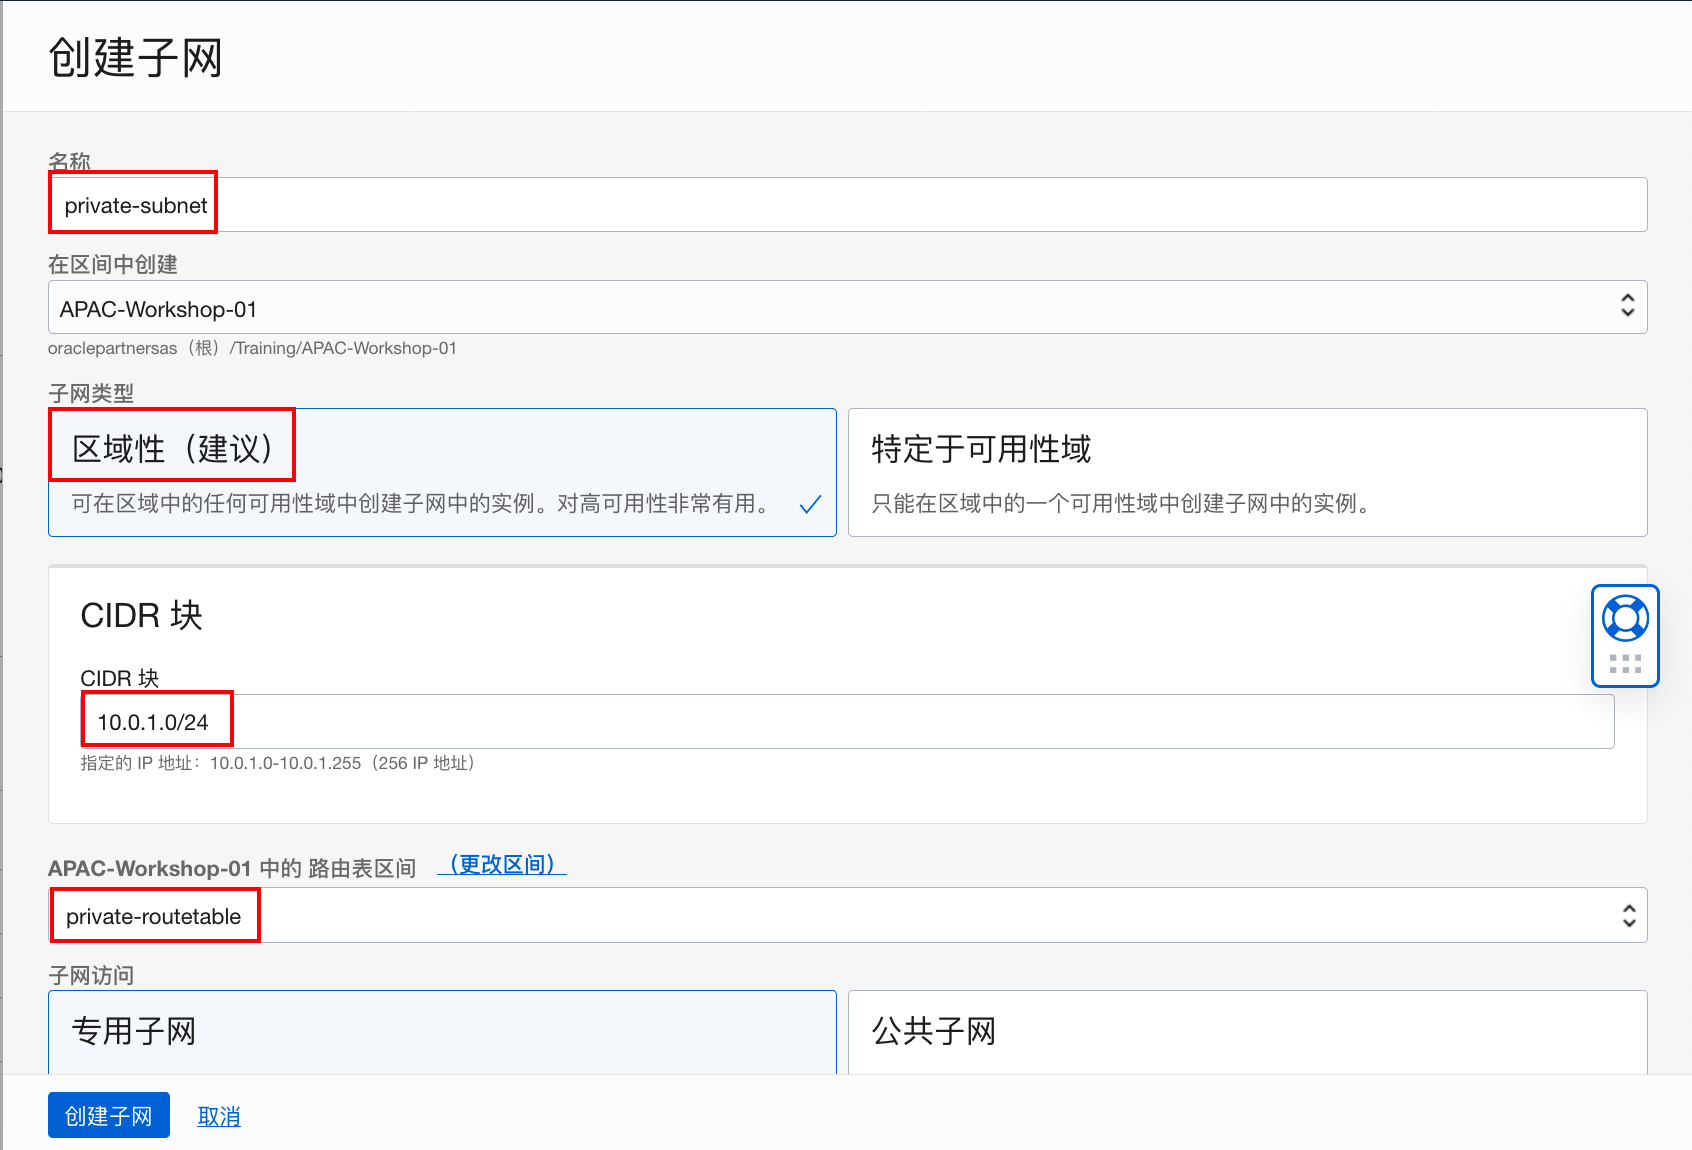 创建子网
名称
private-subnet
在区间中创建
APAC-Workshop-01
oraclepartnersas（根）/Training/APAC-Workshop-01
子网类型
区域性（建议）
可在区域中的任何可用性域中创建子网中的实例。对高可用性非常有用。
特定于可用性域
只能在区域中的一个可用性域中创建子网中的实例。
CIDR 块
CIDR 块
10.0.1.0/24
指定的 IP 地址：10.0.1.0-10.0.1.255（256 IP 地址）
APAC-Workshop-01 中的 路由表区间 （更改区间）
private-routetable
子网访问
专用子网
公共子网
创建子网 取消